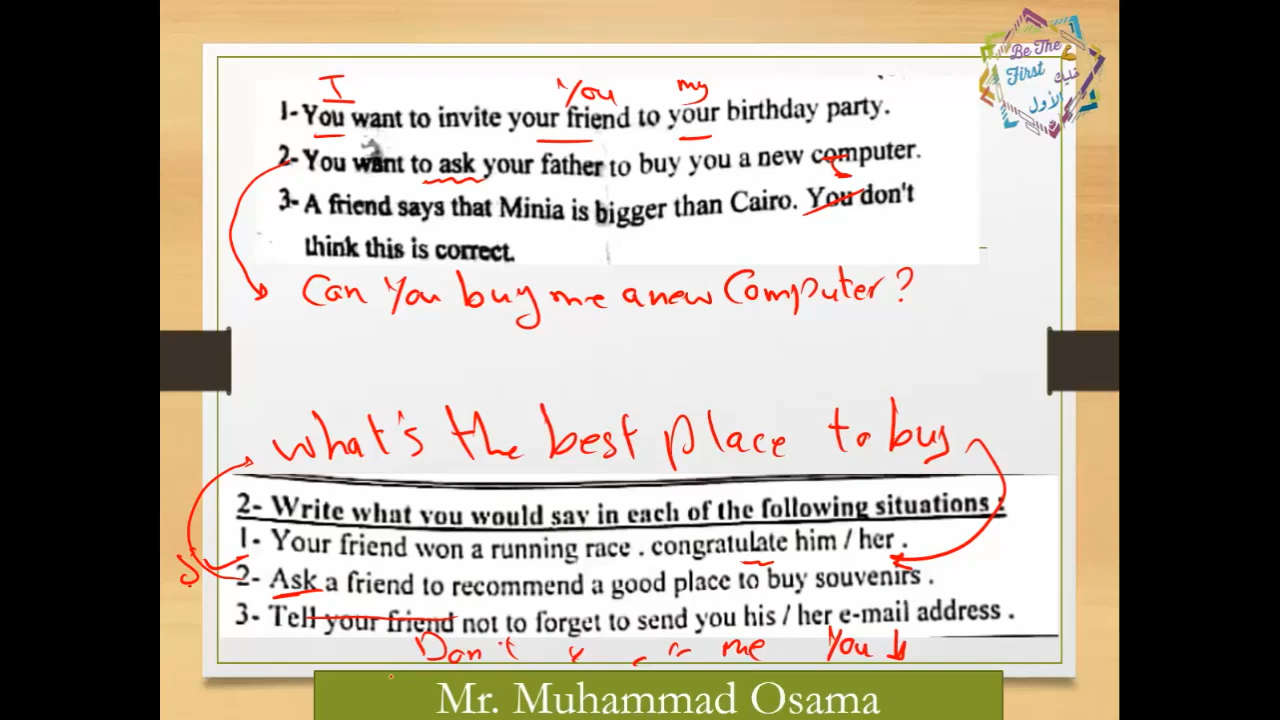 Be The
First
خليك
الأول
I You my
1- You want to invite your friend to your birthday party.
2- You want to ask your father to buy you a new computer.
I
3- A friend says that Minia is bigger than Cairo. You don't
think this is correct.
Can You buy me a new Computer?
what's the best place to buy
2- Write what you would say in each of the following situations :
1- Your friend won a running race . congratulate him / her .
2- Ask a friend to recommend a good place to buy souvenirs .
3- Tell your friend not to forget to send you his / her e-mail address .
Don't me You
Mr. Muhammad Osama